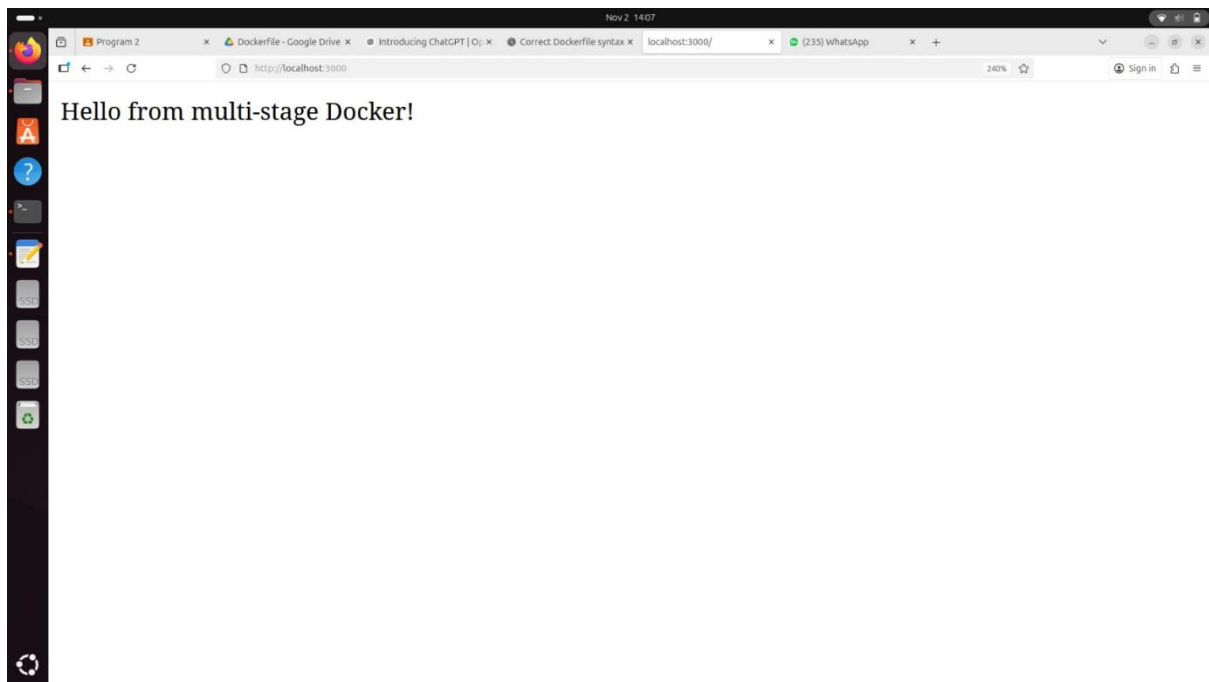 Nov 2 14:07
Program 2
Dockerfile - Google Drive
Introducing ChatGPT | Op
Correct Dockerfile syntax
localhost:3000/
(235) WhatsApp
http://localhost:3000
240%
Sign in
Hello from multi-stage Docker!
?
>_
SSD
SSD
SSD